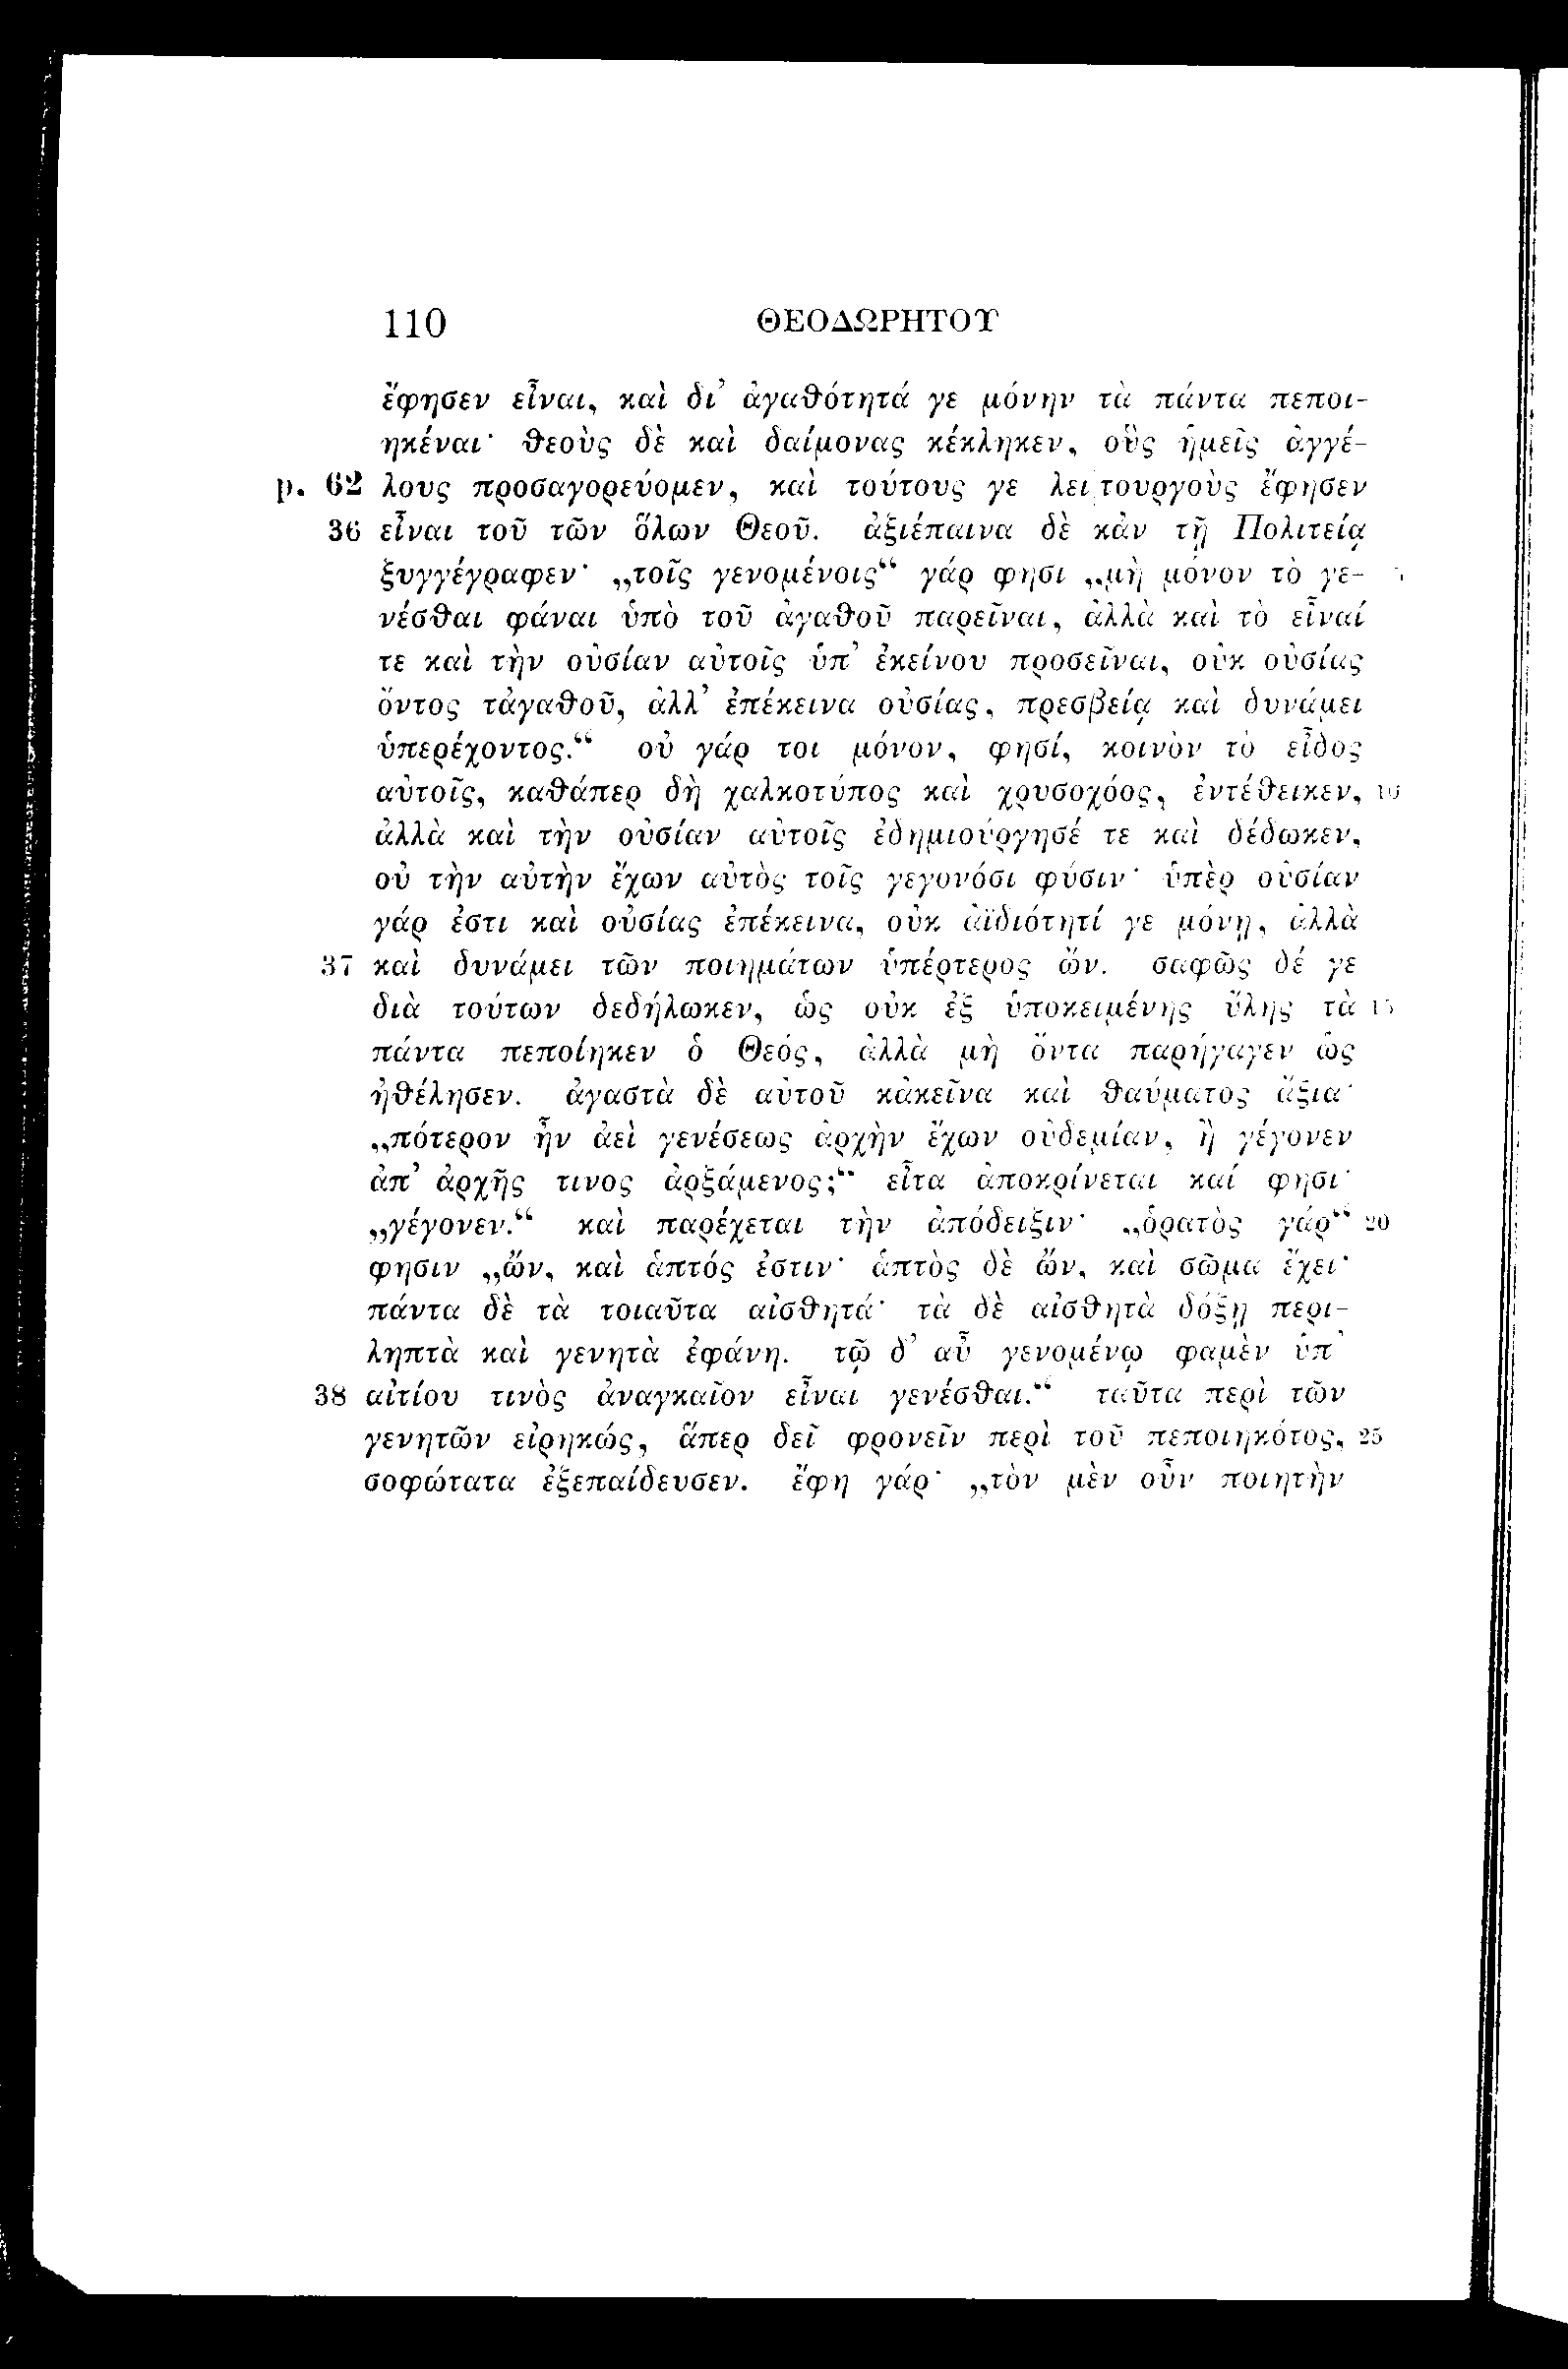 110 ΘΕΟΔΩΡΗΤΟΥ
ἔφησεν εἶναι, καὶ δι’ ἀγαθότητά γε μόνην τὰ πάντα πεποι-
ηκέναι· θεοὺς δὲ καὶ δαίμονας κέκληκεν, οὓς ἡμεῖς ἀγγέ-
p. 62 λους προσαγορεύομεν, καὶ τούτους γε λειτουργοὺς ἔφησεν
36 εἶναι τοῦ τῶν ὅλων Θεοῦ. ἀξιέπαινα δὲ κἀν τῇ Πολιτείᾳ
ξυγγέγραφεν· „τοῖς γενομένοις“ γάρ φησι „μὴ μόνον τὸ γε-
νέσθαι φάναι ὑπὸ τοῦ ἀγαθοῦ παρεῖναι, ἀλλὰ καὶ τὸ εἶναί
τε καὶ τὴν οὐσίαν αὐτοῖς ὑπ’ ἐκείνου προσεῖναι, οὐκ οὐσίας
ὄντος τἀγαθοῦ, ἀλλ’ ἐπέκεινα οὐσίας, πρεσβείᾳ καὶ δυνάμει
ὑπερέχοντος.“ οὐ γάρ τοι μόνον, φησί, κοινὸν τὸ εἶδος
αὐτοῖς, καθάπερ δὴ χαλκοτύπος καὶ χρυσοχόος, ἐντέθεικεν, 10
ἀλλὰ καὶ τὴν οὐσίαν αὐτοῖς ἐδημιούργησέ τε καὶ δέδωκεν,
οὐ τὴν αὐτὴν ἔχων αὐτὸς τοῖς γεγονόσι φύσιν· ὑπὲρ οὐσίαν
γάρ ἐστι καὶ οὐσίας ἐπέκεινα, οὐκ ἀϊδιότητί γε μόνῃ, ἀλλὰ
37 καὶ δυνάμει τῶν ποιημάτων ὑπέρτερος ὤν. σαφῶς δέ γε
διὰ τούτων δεδήλωκεν, ὡς οὐκ ἐξ ὑποκειμένης ὕλης τὰ 15
πάντα πεποίηκεν ὁ Θεός, ἀλλὰ μὴ ὄντα παρήγαγεν ὡς
ἠθέλησεν. ἀγαστὰ δὲ αὐτοῦ κἀκεῖνα καὶ θαύματος ἄξια·
„πότερον ἦν ἀεὶ γενέσεως ἀρχὴν ἔχων οὐδεμίαν, ἢ γέγονεν
ἀπ’ ἀρχῆς τινος ἀρξάμενος;“ εἶτα ἀποκρίνεται καί φησι·
„γέγονεν.“ καὶ παρέχεται τὴν ἀπόδειξιν· „ὁρατὸς γάρ“ 20
φησιν „ὤν, καὶ ἁπτός ἐστιν· ἁπτὸς δὲ ὤν, καὶ σῶμα ἔχει·
πάντα δὲ τὰ τοιαῦτα αἰσθητά· τὰ δὲ αἰσθητὰ δόξῃ περι-
ληπτὰ καὶ γενητὰ ἐφάνη. τῷ δ’ αὖ γενομένῳ φαμὲν ὑπ’
38 αἰτίου τινὸς ἀναγκαῖον εἶναι γενέσθαι.“ ταῦτα περὶ τῶν
γενητῶν εἰρηκώς, ἅπερ δεῖ φρονεῖν περὶ τοῦ πεποιηκότος, 25
σοφώτατα ἐξεπαίδευσεν. ἔφη γάρ· „τὸν μὲν οὖν ποιητὴν